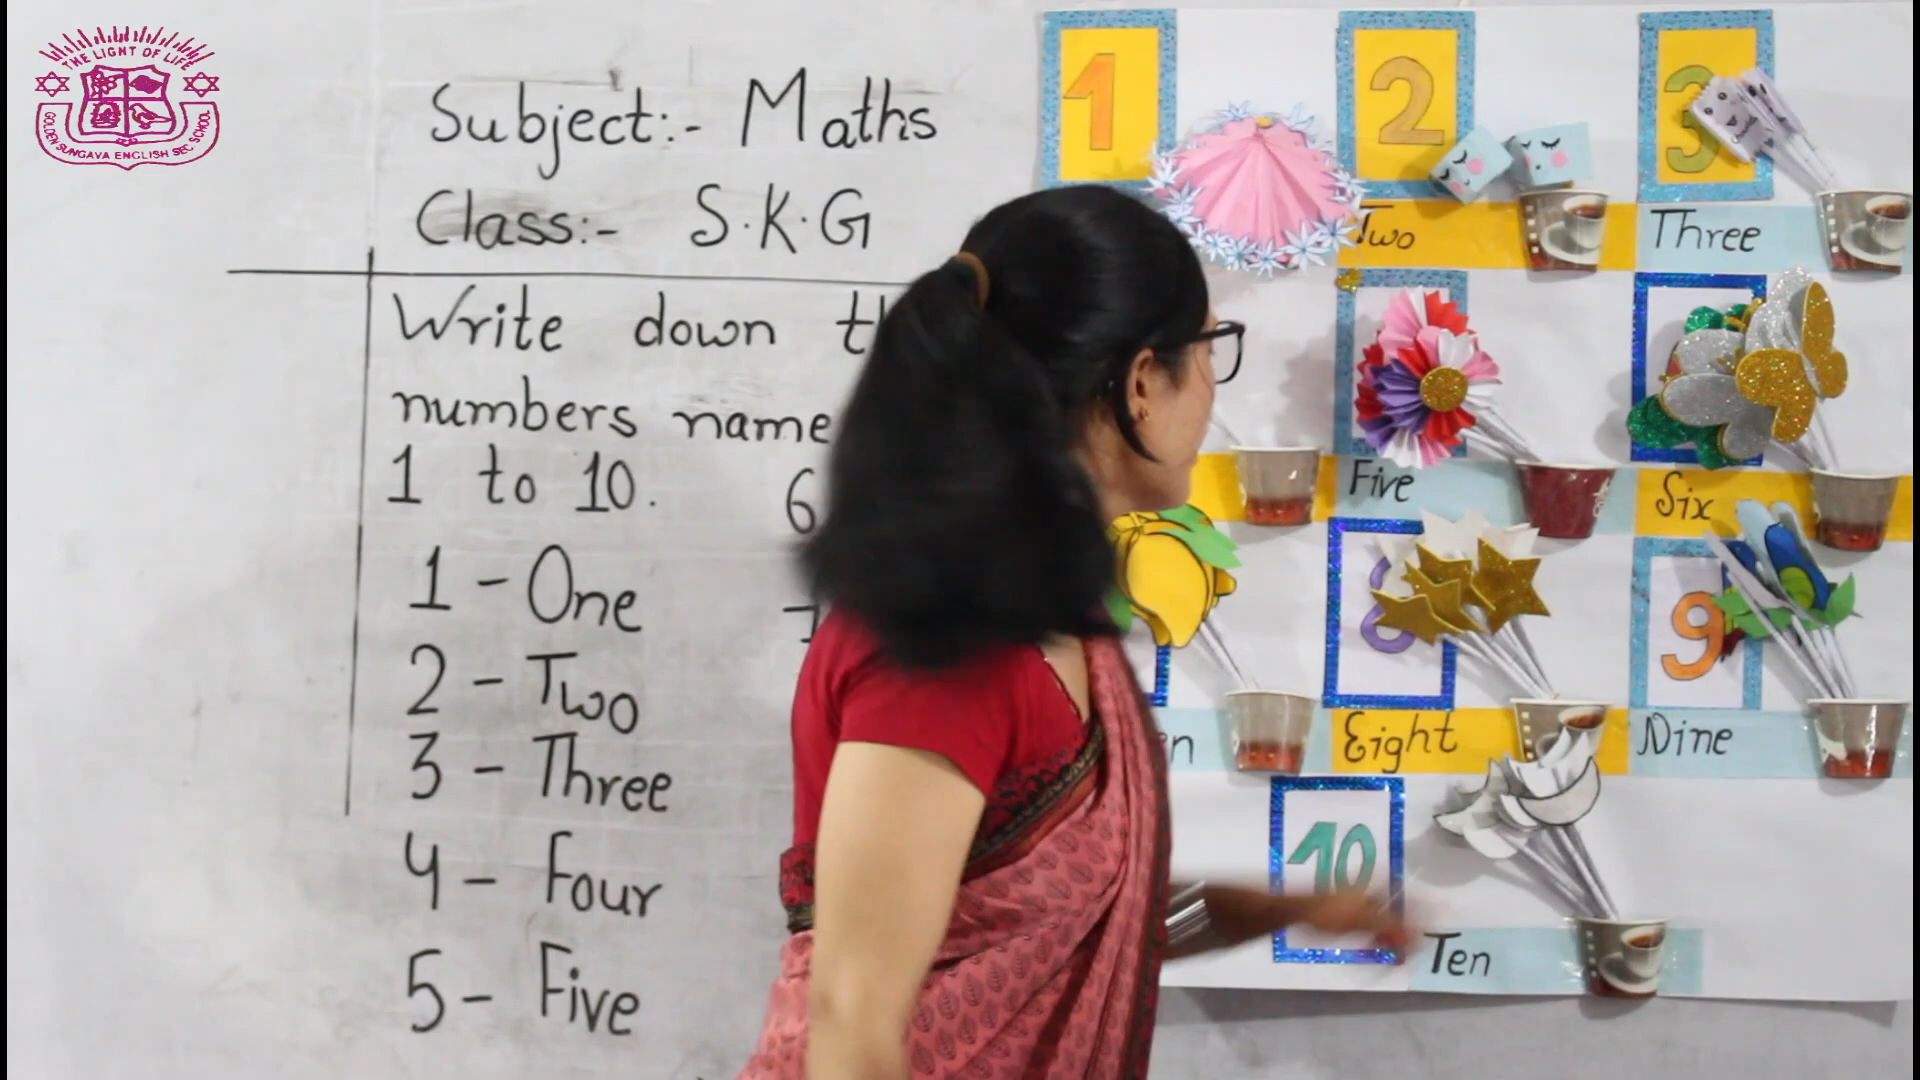 THE LIGHT OF LIFE
GOLDEN SUNGAVA ENGLISH SEC SCHOOL
Subject:- Maths
Class:- S.K.G
Write down
numbers name
1 to 10. 6
1 - One
2 - Two
3 - Three
4 - Four
5 - Five
1 2 3
Two Three
Five Six
8 9
Eight Nine
10
Ten